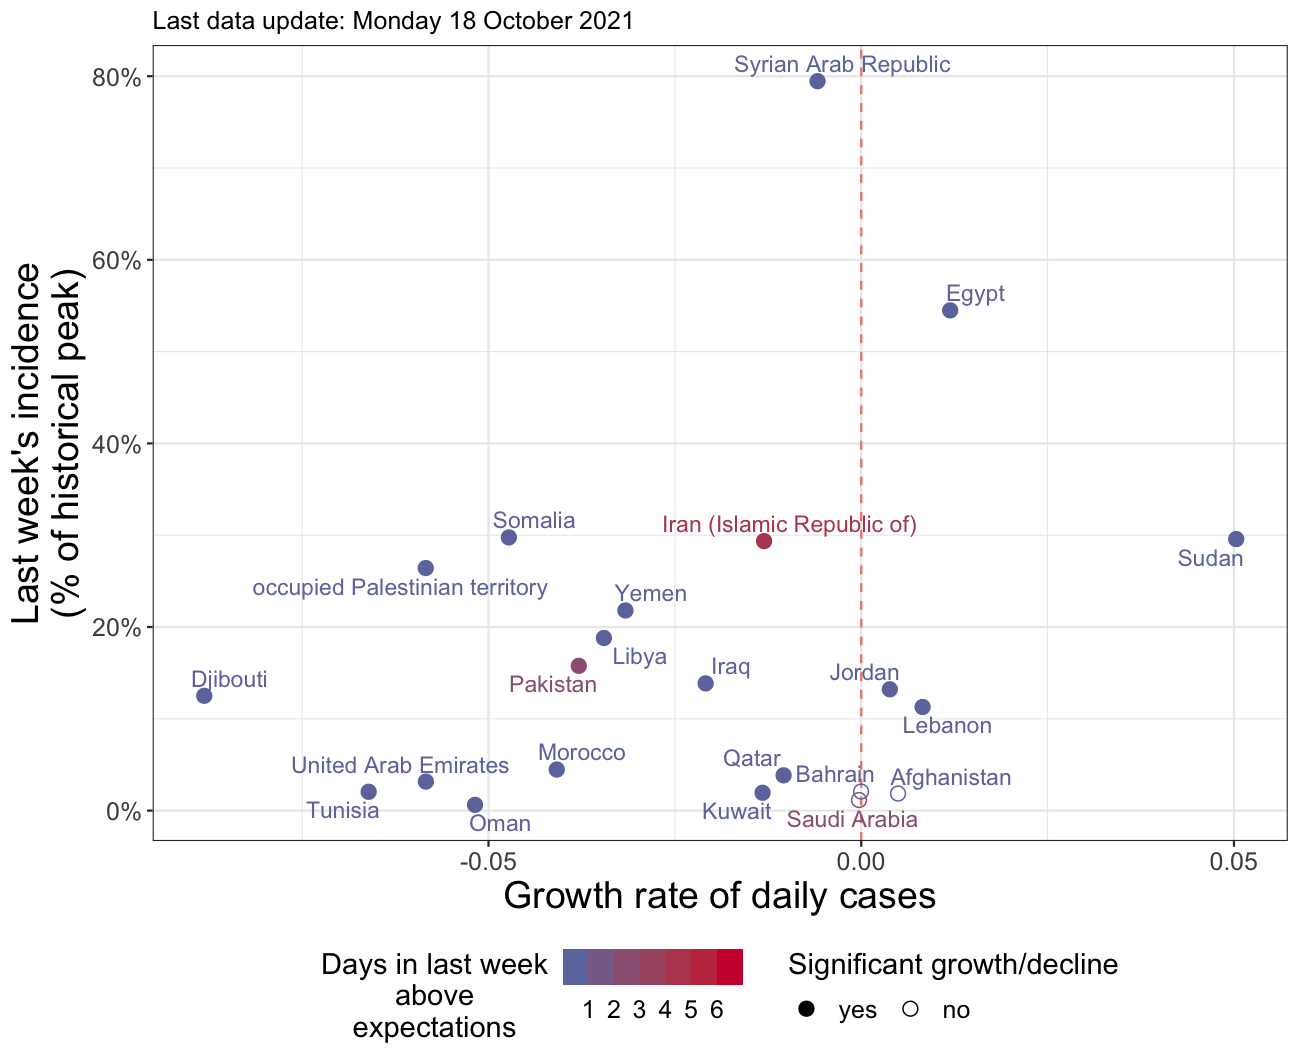 Last data update: Monday 18 October 2021
Last week's incidence
(% of historical peak)
80%
60%
40%
20%
0%
Syrian Arab Republic
Egypt
Somalia
Iran (Islamic Republic of)
Sudan
occupied Palestinian territory
Yemen
Libya
Pakistan
Iraq
Djibouti
Jordan
Lebanon
Morocco
United Arab Emirates
Qatar
Bahrain
Afghanistan
Tunisia
Oman
Kuwait
Saudi Arabia
-0.05
0.00
0.05
Growth rate of daily cases
Days in last week
above
expectations
1 2 3 4 5 6
Significant growth/decline
yes
no